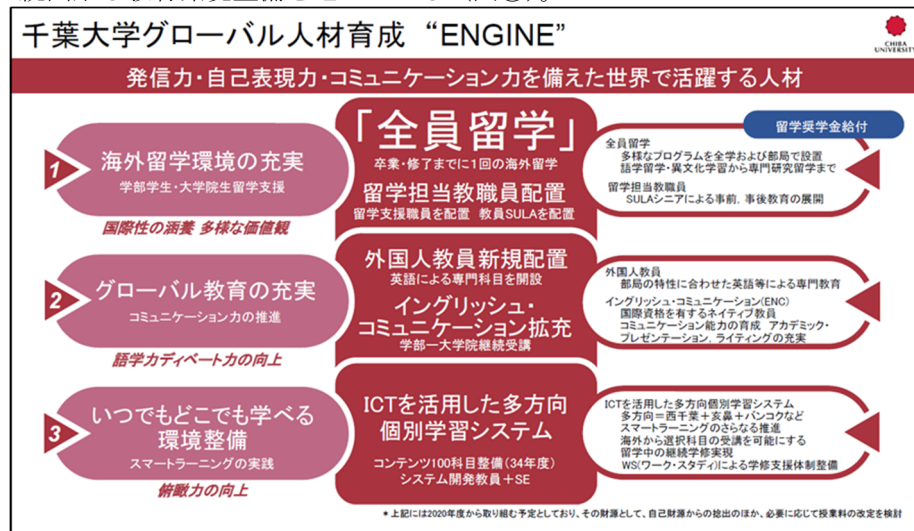 千葉大学グローバル人材育成 “ENGINE”
CHIBA
UNIVERSITY
発信力・自己表現力・コミュニケーション力を備えた世界で活躍する人材
1
海外留学環境の充実
学部学生・大学院生留学支援
国際性の涵養 多様な価値観
「全員留学」
卒業・修了までに1回の海外留学
留学担当教職員配置
留学支援職員を配置 教員SULAを配置
留学奨学金給付
全員留学
多様なプログラムを全学および部局で設置
語学留学・異文化学習から専門研究留学まで
留学担当教職員
SULAシニアによる事前，事後教育の展開
2
グローバル教育の充実
コミュニケーション力の推進
語学力ディベート力の向上
外国人教員新規配置
英語による専門科目を開設
イングリッシュ・
コミュニケーション拡充
学部ー大学院継続受講
外国人教員
部局の特性に合わせた英語等による専門教育
イングリッシュ・コミュニケーション(ENC)
国際資格を有するネイティブ教員
コミュニケーション能力の育成 アカデミック・
プレゼンテーション，ライティングの充実
3
いつでもどこでも学べる
環境整備
スマートラーニングの実践
俯瞰力の向上
ICTを活用した多方向
個別学習システム
コンテンツ100科目整備（34年度）
システム開発教員＋SE
ICTを活用した多方向個別学習システム
多方向＝西千葉＋亥鼻＋バンコクなど
スマートラーニングのさらなる推進
海外から選択科目の受講を可能にする
留学中の継続学修実現
WS(ワーク・スタディ)による学修支援体制整備
* 上記には2020年度から取り組む予定としており、その財源として、自己財源からの捻出のほか、必要に応じて授業料の改定を検討